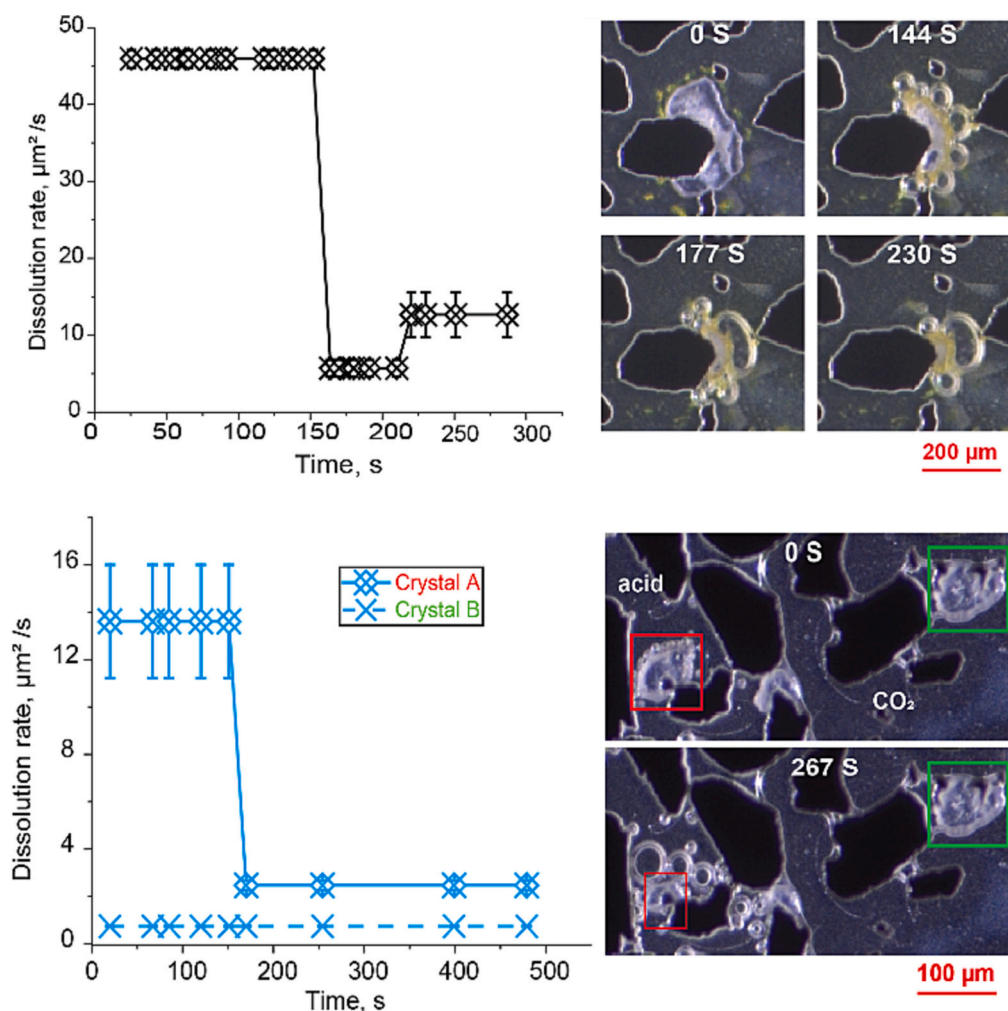 Dissolution rate, µm² /s
50
40
30
20
10
0
0 50 100 150 200 250 300
Time, s
0 S
144 S
177 S
230 S
200 µm
Dissolution rate, µm² /s
16
12
8
4
0
0 100 200 300 400 500
Time, s
Crystal A
Crystal B
0 S
acid
CO₂
267 S
100 µm